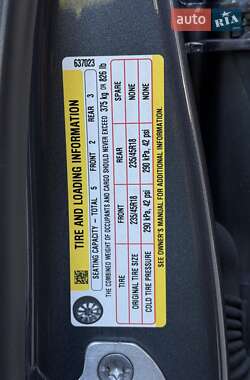 auto.
RIA
637023
TIRE AND LOADING INFORMATION
SEATING CAPACITY – TOTAL 5 FRONT 2 REAR 3
THE COMBINED WEIGHT OF OCCUPANTS AND CARGO SHOULD NEVER EXCEED 375 kg OR 826 lb
TIRE FRONT REAR SPARE
ORIGINAL TIRE SIZE 235/45R18 235/45R18 NONE
COLD TIRE PRESSURE 290 kPa, 42 psi 290 kPa, 42 psi
SEE OWNER'S MANUAL FOR ADDITIONAL INFORMATION